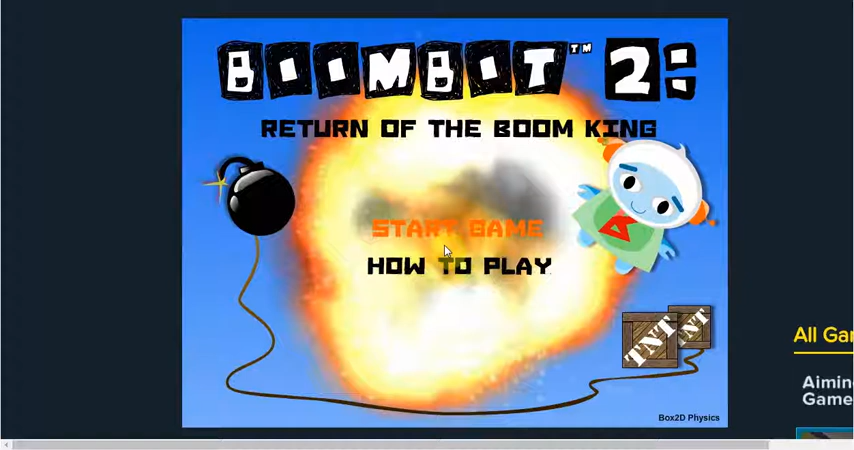 BOOMBOT™ 2:
RETURN OF THE BOOM KING
START GAME
HOW TO PLAY
B
TNT
TNT
Box2D Physics
All Gar
Aimin
Game